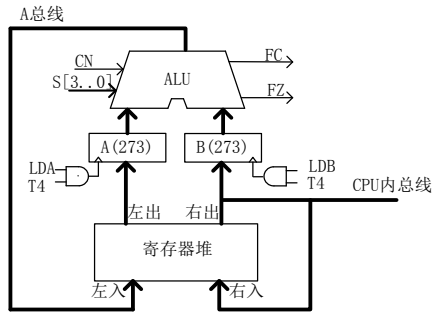 A总线
CN
S[3..0]
ALU
FC
FZ
A(273)
B(273)
LDA
T4
LDB
T4
CPU内总线
左出
右出
寄存器堆
左入
右入